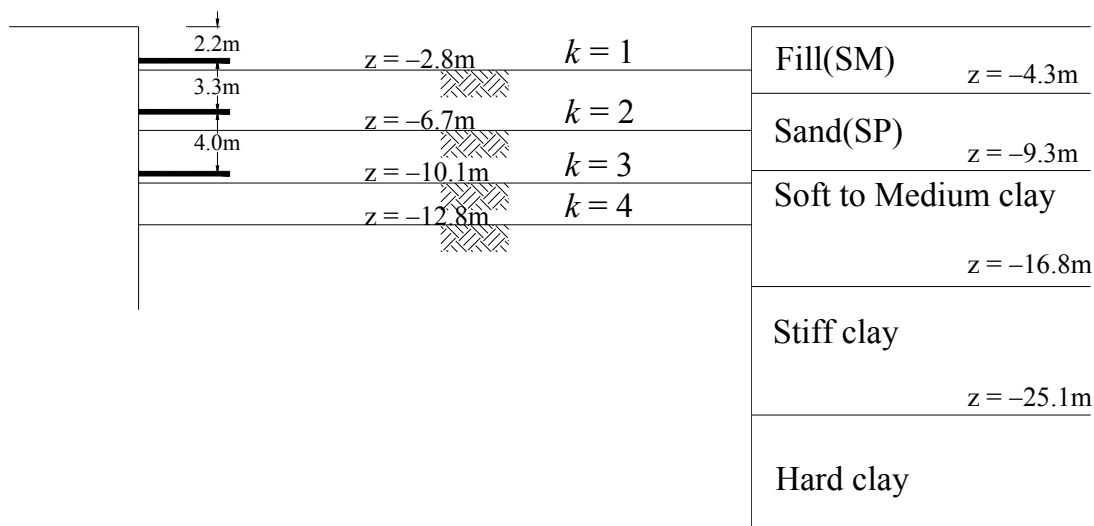 2.2m
z = –2.8m
k = 1
Fill(SM)
z = –4.3m
3.3m
z = –6.7m
k = 2
Sand(SP)
4.0m
z = –9.3m
z = –10.1m
k = 3
Soft to Medium clay
z = –12.8m
k = 4
z = –16.8m
Stiff clay
z = –25.1m
Hard clay